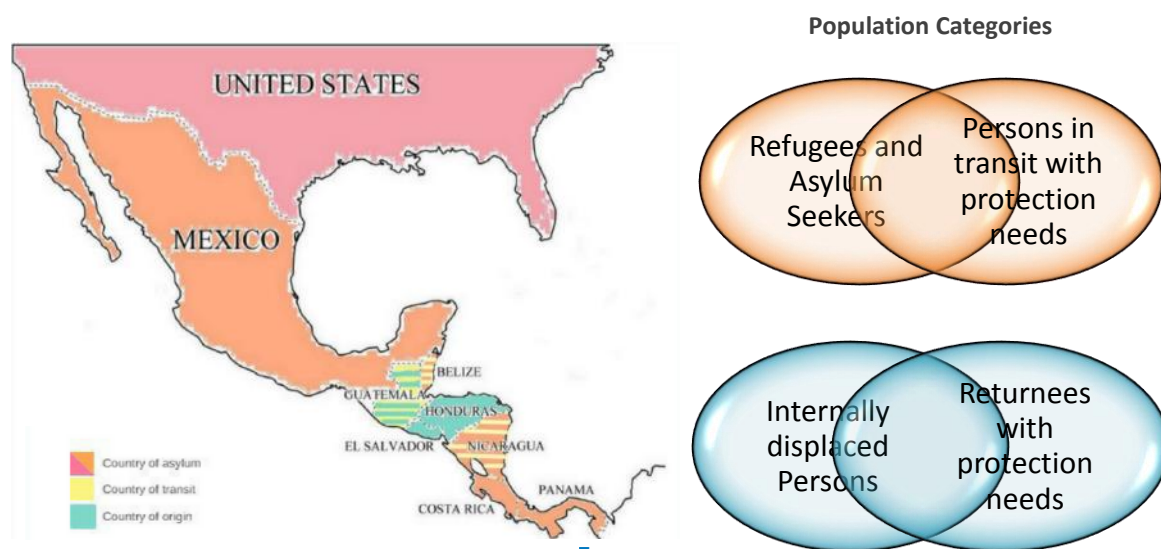 Population Categories
UNITED STATES
MEXICO
BELIZE
GUATEMALA
HONDURAS
EL SALVADOR
NICARAGUA
COSTA RICA
PANAMA
Country of asylum
Country of transit
Country of origin
Refugees and
Asylum
Seekers
Persons in
transit with
protection
needs
Internally
displaced
Persons
Returnees
with
protection
needs